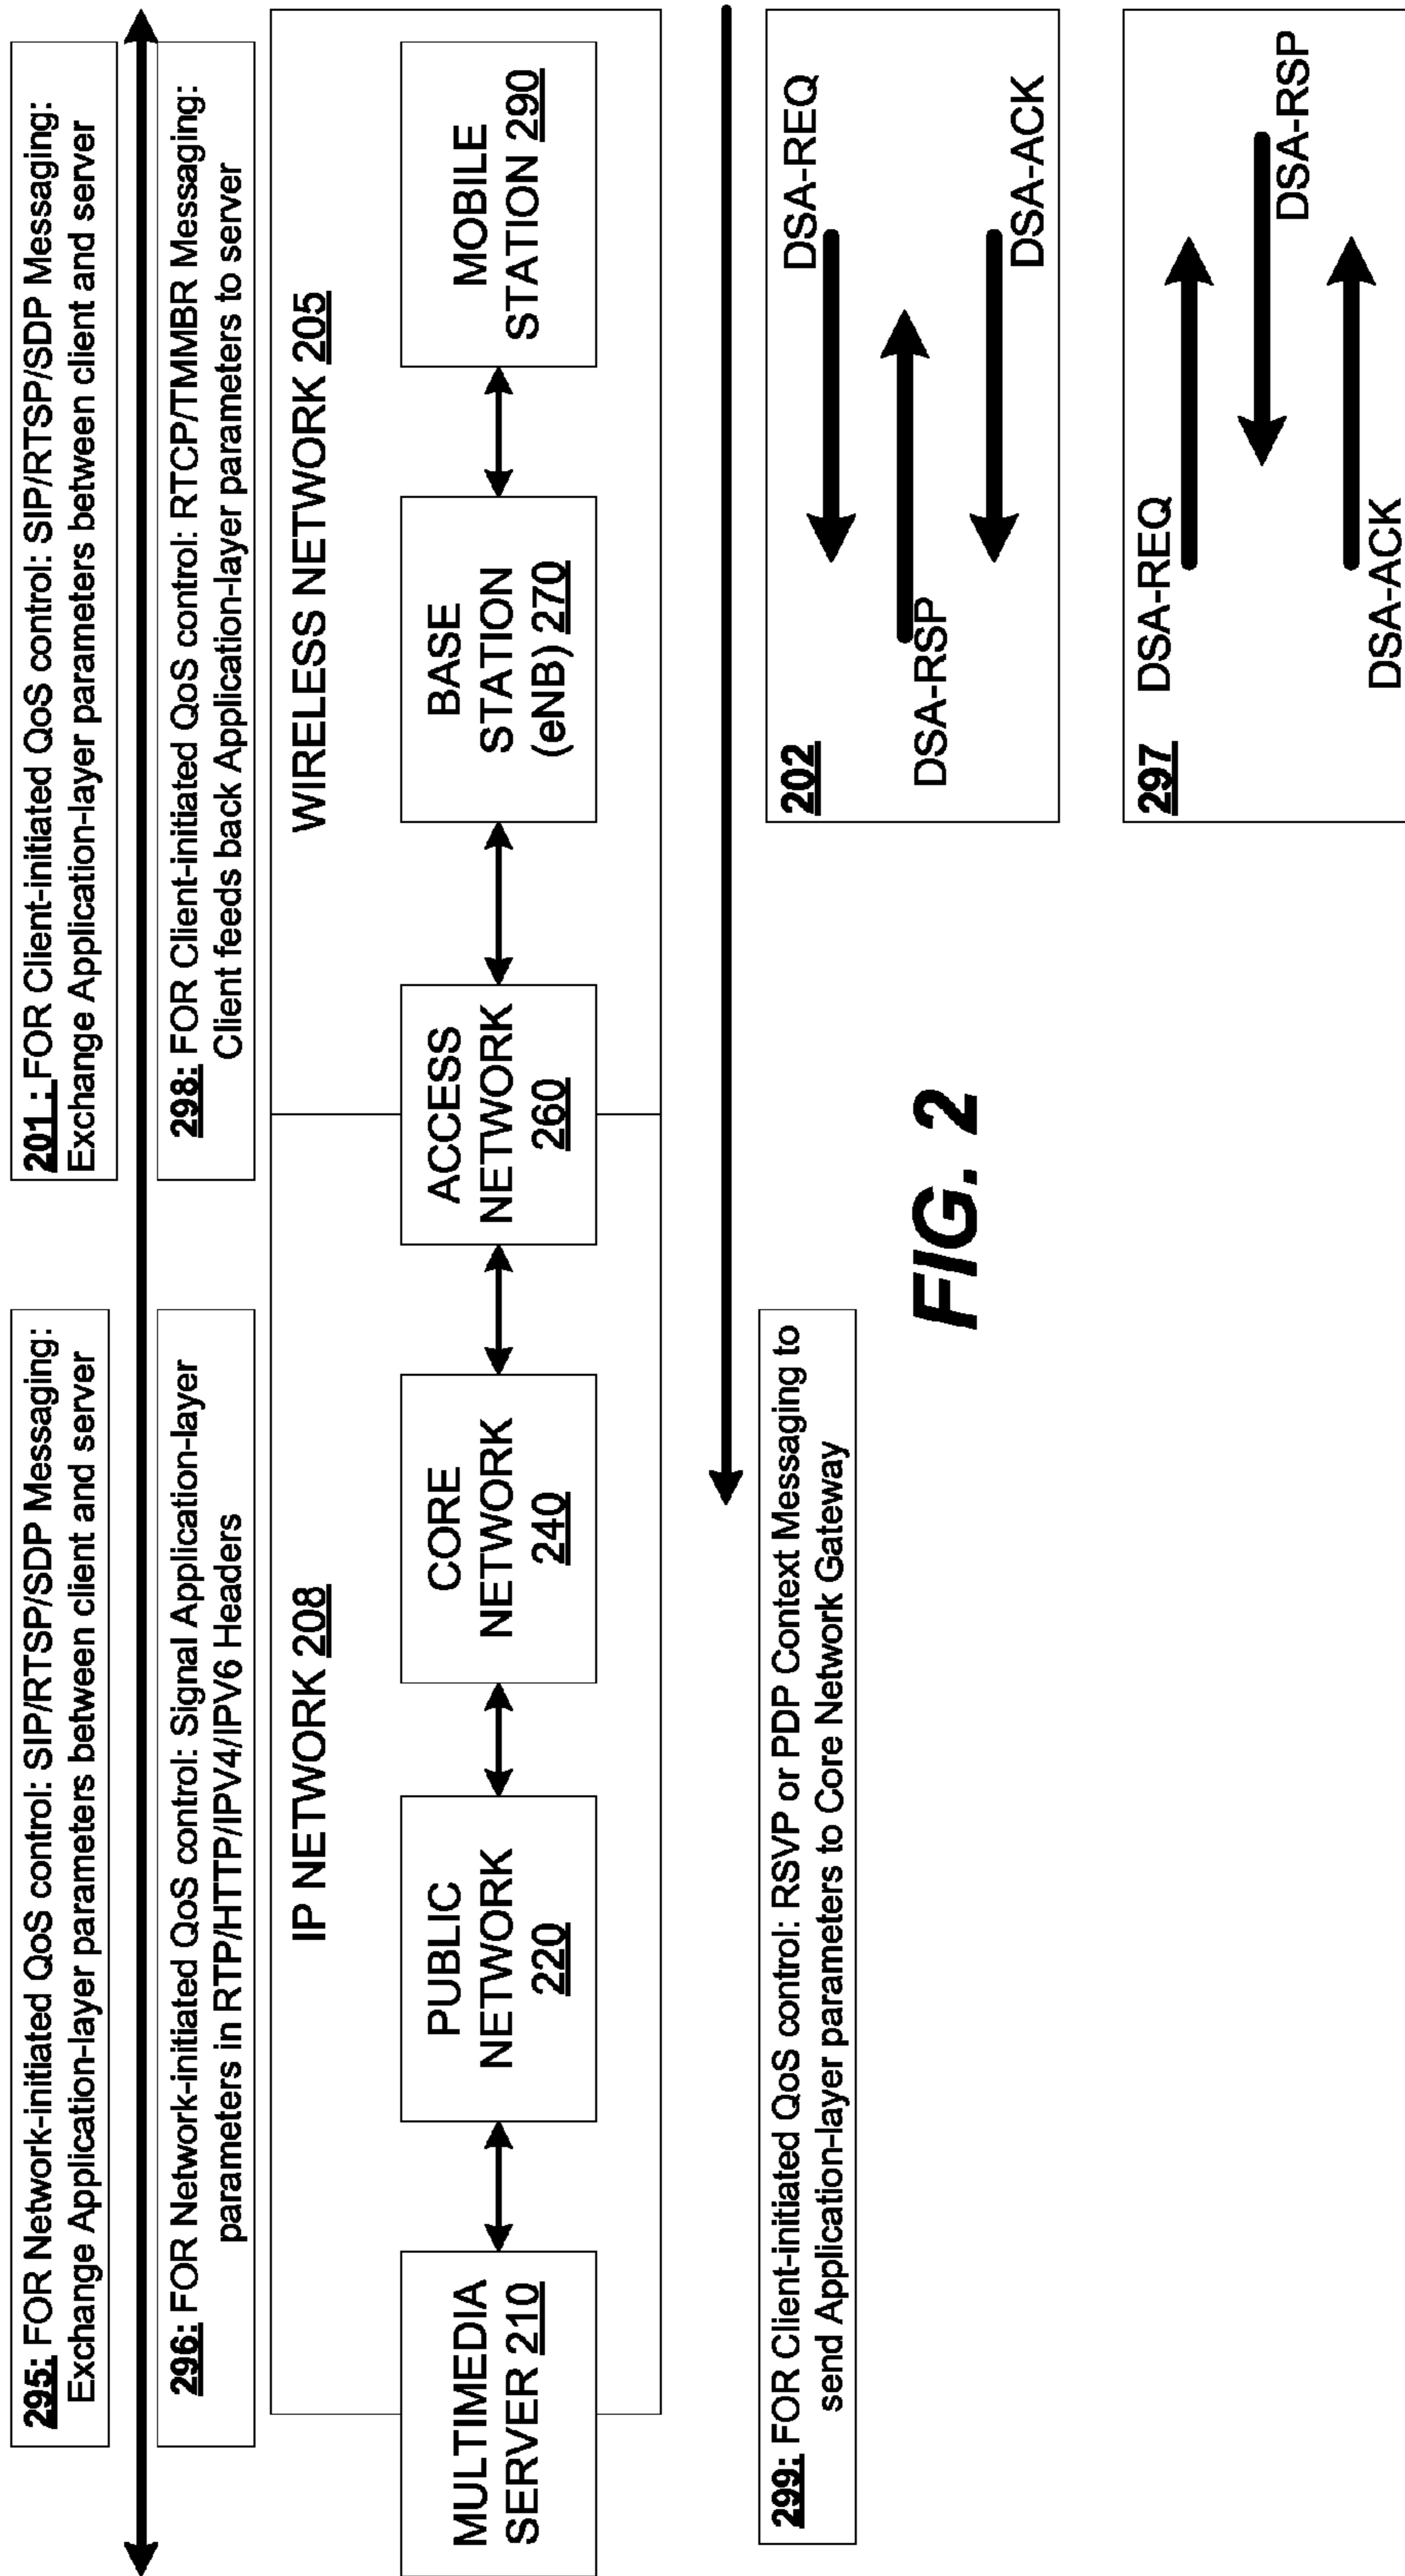 295: FOR Network-initiated QoS control: SIP/RTSP/SDP Messaging:
Exchange Application-layer parameters between client and server
201 : FOR Client-initiated QoS control: SIP/RTSP/SDP Messaging:
Exchange Application-layer parameters between client and server
296: FOR Network-initiated QoS control: Signal Application-layer
parameters in RTP/HTTP/IPV4/IPV6 Headers
298: FOR Client-initiated QoS control: RTCP/TMMBR Messaging:
Client feeds back Application-layer parameters to server
IP NETWORK 208
WIRELESS NETWORK 205
MULTIMEDIA
SERVER 210
PUBLIC
NETWORK
220
CORE
NETWORK
240
ACCESS
NETWORK
260
BASE
STATION
(eNB) 270
MOBILE
STATION 290
299: FOR Client-initiated QoS control: RSVP or PDP Context Messaging to
send Application-layer parameters to Core Network Gateway
202
DSA-REQ
DSA-RSP
DSA-ACK
297
DSA-REQ
DSA-RSP
DSA-ACK
FIG. 2